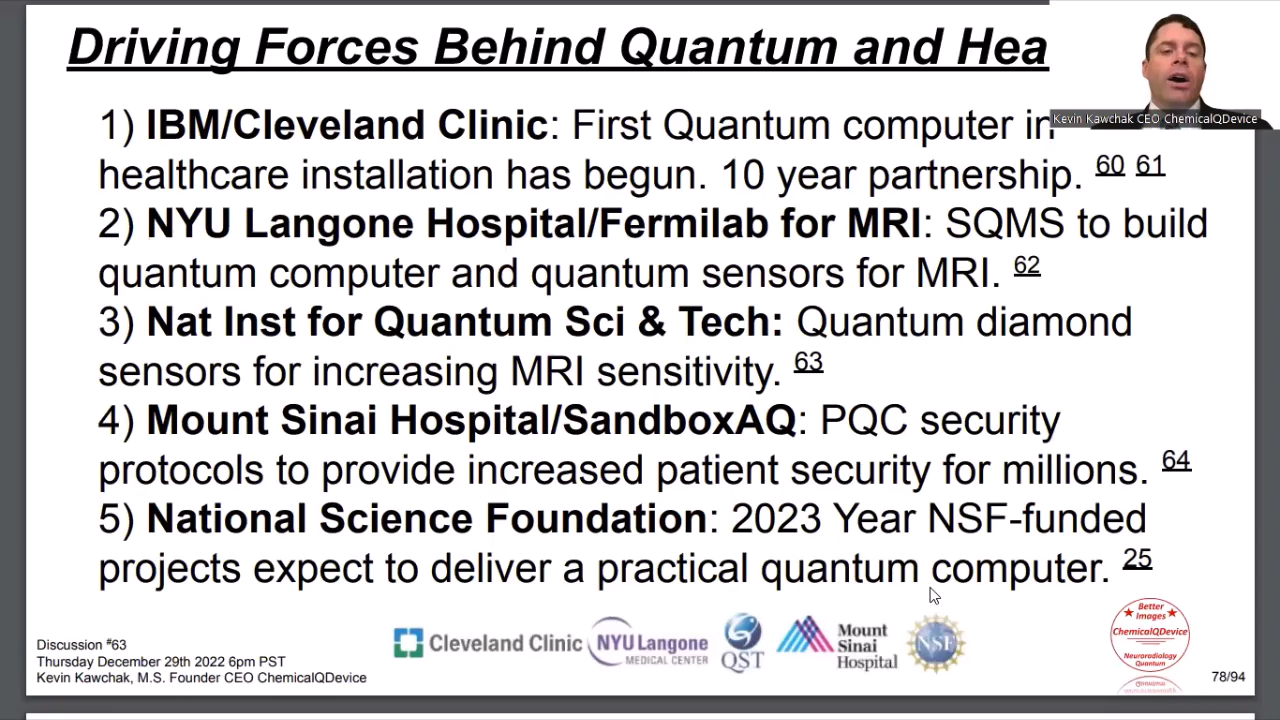 Driving Forces Behind Quantum and Hea
Kevin Kawchak CEO ChemicalQDevice
1) IBM/Cleveland Clinic: First Quantum computer in
healthcare installation has begun. 10 year partnership. 60 61
2) NYU Langone Hospital/Fermilab for MRI: SQMS to build
quantum computer and quantum sensors for MRI. 62
3) Nat Inst for Quantum Sci & Tech: Quantum diamond
sensors for increasing MRI sensitivity. 63
4) Mount Sinai Hospital/SandboxAQ: PQC security
protocols to provide increased patient security for millions. 64
5) National Science Foundation: 2023 Year NSF-funded
projects expect to deliver a practical quantum computer. 25
Discussion #63
Thursday December 29th 2022 6pm PST
Kevin Kawchak, M.S. Founder CEO ChemicalQDevice
Cleveland Clinic
NYU Langone
MEDICAL CENTER
QST
Mount
Sinai
Hospital
NSF
Better
Images
ChemicalQDevice
Neuroradiology
Quantum
78/94